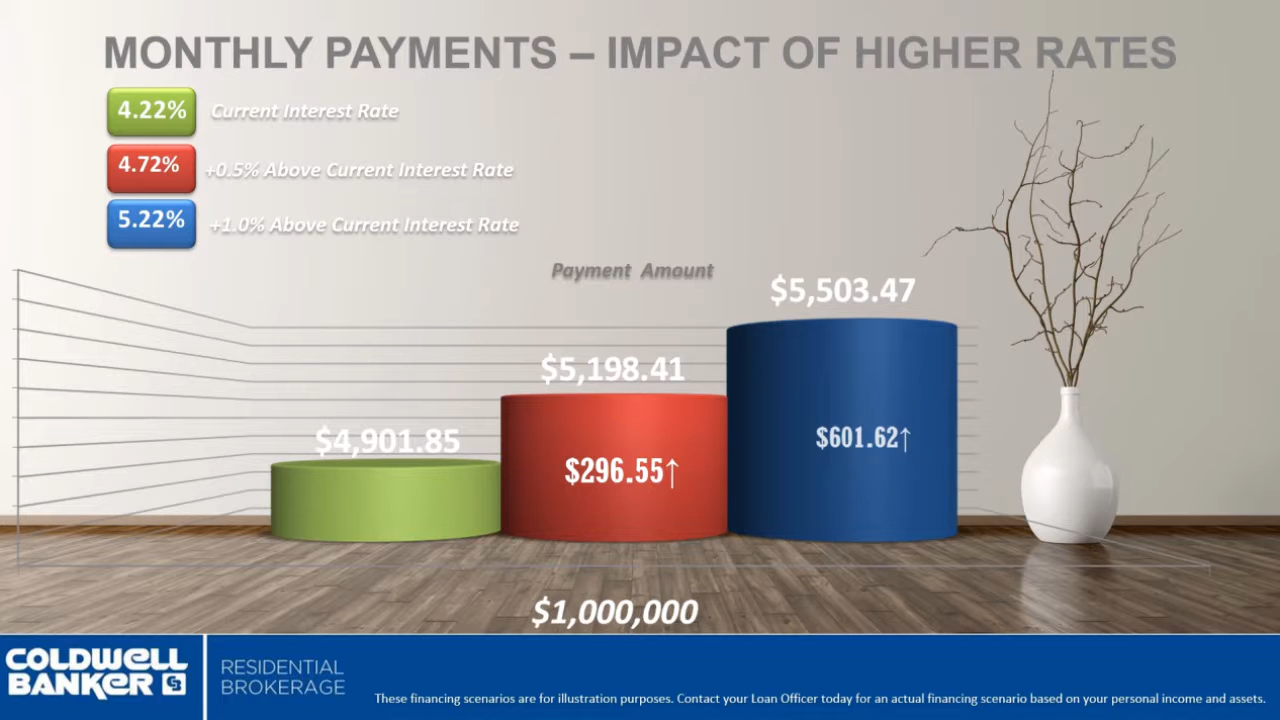 MONTHLY PAYMENTS – IMPACT OF HIGHER RATES
4.22% Current Interest Rate
4.72% +0.5% Above Current Interest Rate
5.22% +1.0% Above Current Interest Rate
Payment Amount
$5,503.47
$5,198.41
$4,901.85
$601.62↑
$296.55↑
$1,000,000
COLDWELL BANKER CB
RESIDENTIAL
BROKERAGE
These financing scenarios are for illustration purposes. Contact your Loan Officer today for an actual financing scenario based on your personal income and assets.